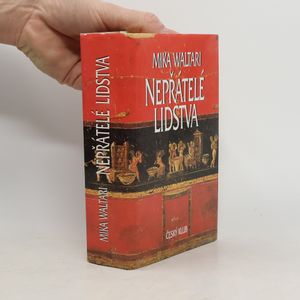 MIKA WALTARI
NEPŘÁTELÉ
LIDSTVA
ČESKÝ KLUB
MIKA WALTARI NEPŘÁTELÉ LIDSTVA